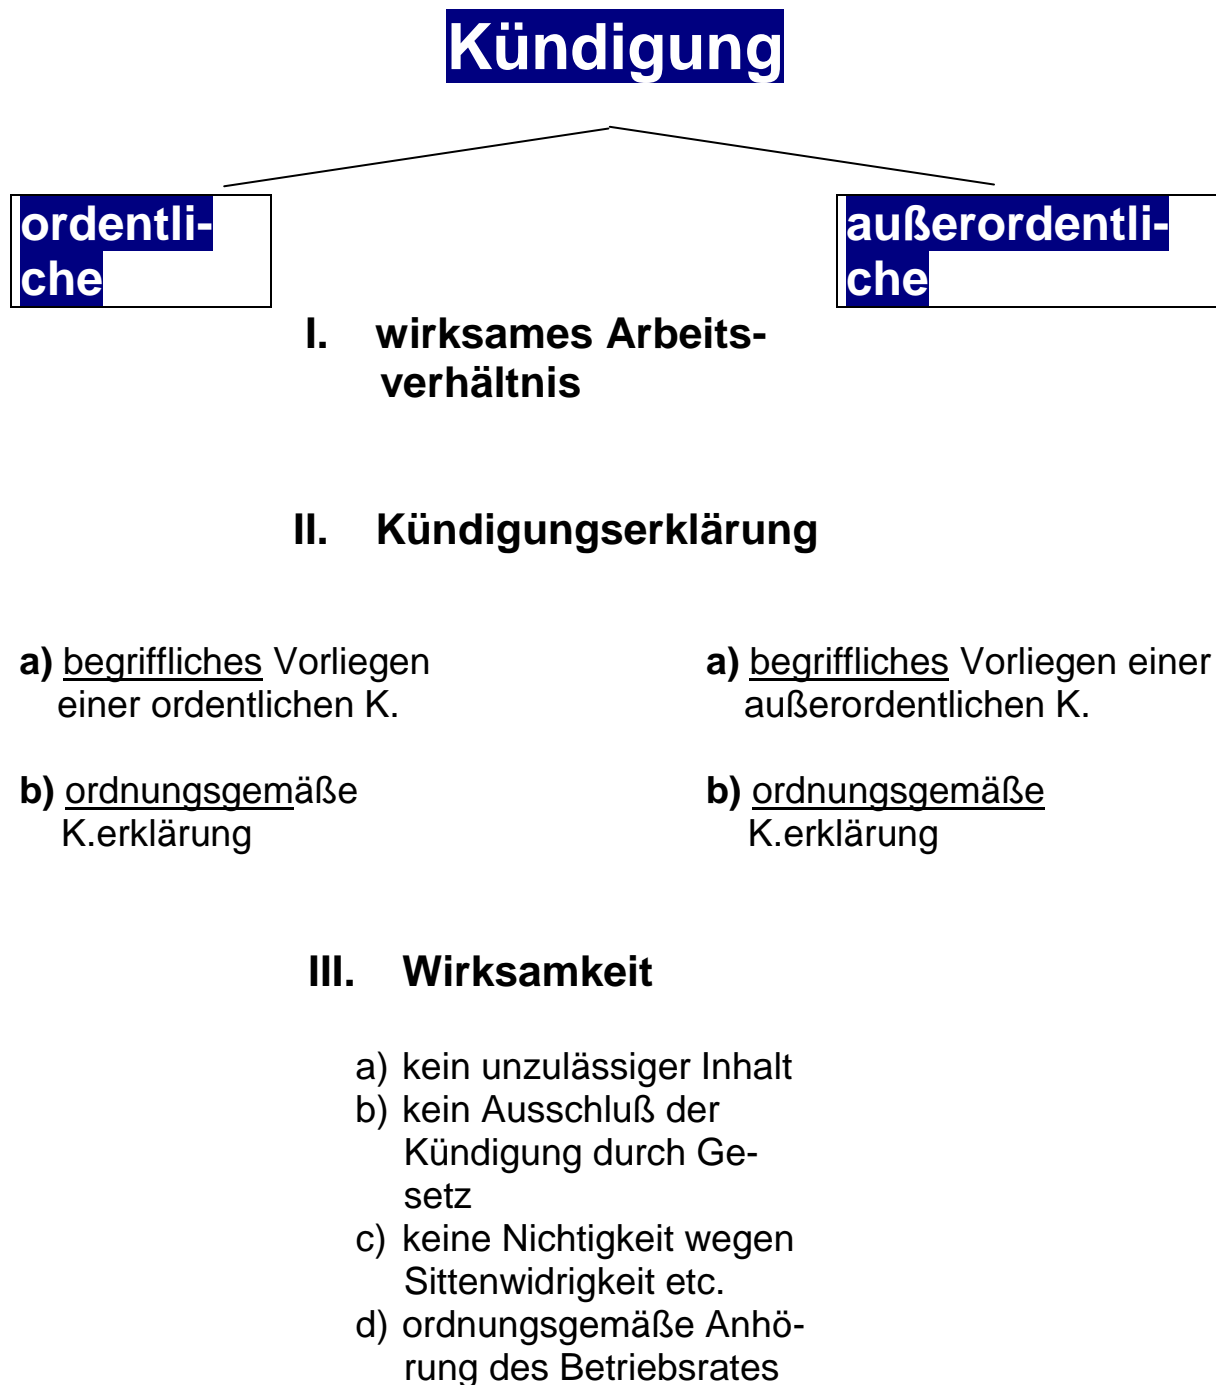 Kündigung
ordentli-
che
außerordentli-
che
I. wirksames Arbeits-
verhältnis
II. Kündigungserklärung
a) begriffliches Vorliegen
einer ordentlichen K.
b) ordnungsgemäße
K.erklärung
a) begriffliches Vorliegen einer
außerordentlichen K.
b) ordnungsgemäße
K.erklärung
III. Wirksamkeit
a) kein unzulässiger Inhalt
b) kein Ausschluß der
Kündigung durch Ge-
setz
c) keine Nichtigkeit wegen
Sittenwidrigkeit etc.
d) ordnungsgemäße Anhö-
rung des Betriebsrates